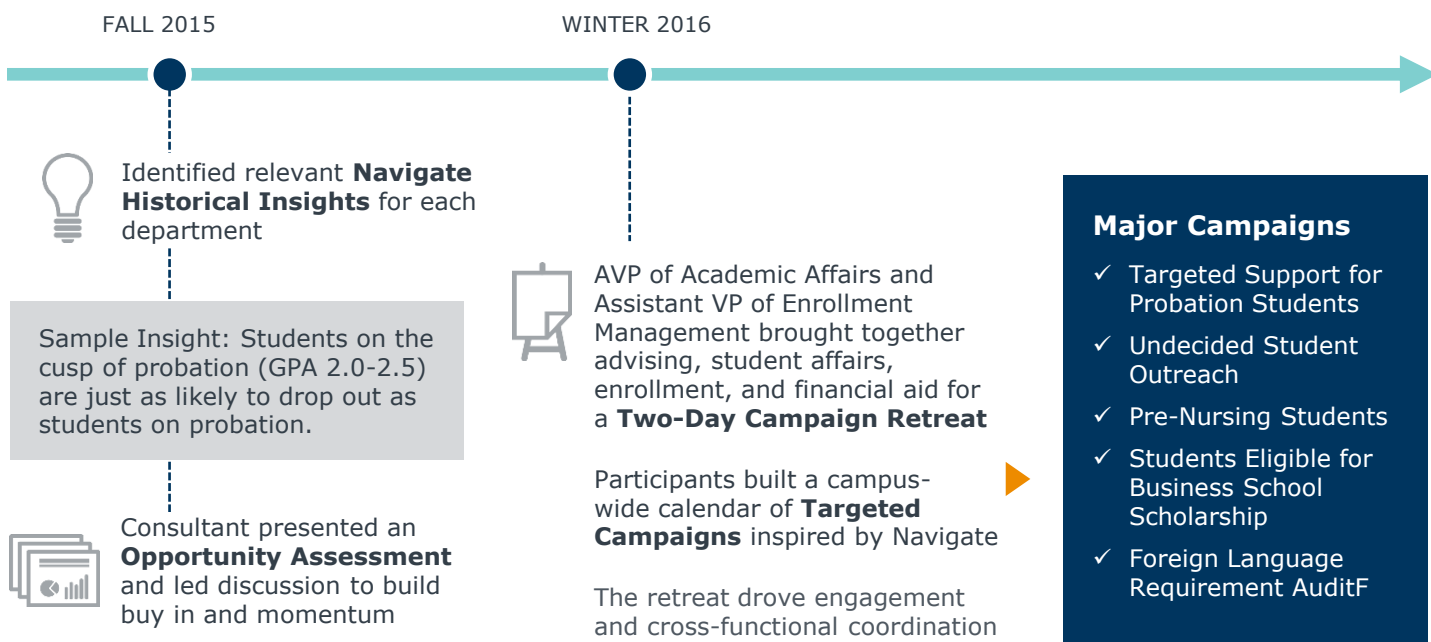 FALL 2015
WINTER 2016
Identified relevant Navigate
Historical Insights for each
department
Sample Insight: Students on the
cusp of probation (GPA 2.0-2.5)
are just as likely to drop out as
students on probation.
Consultant presented an
Opportunity Assessment
and led discussion to build
buy in and momentum
AVP of Academic Affairs and
Assistant VP of Enrollment
Management brought together
advising, student affairs,
enrollment, and financial aid for
a Two-Day Campaign Retreat
Participants built a campus-
wide calendar of Targeted
Campaigns inspired by Navigate
The retreat drove engagement
and cross-functional coordination
Major Campaigns
✓ Targeted Support for
Probation Students
✓ Undecided Student
Outreach
✓ Pre-Nursing Students
✓ Students Eligible for
Business School
Scholarship
✓ Foreign Language
Requirement AuditF